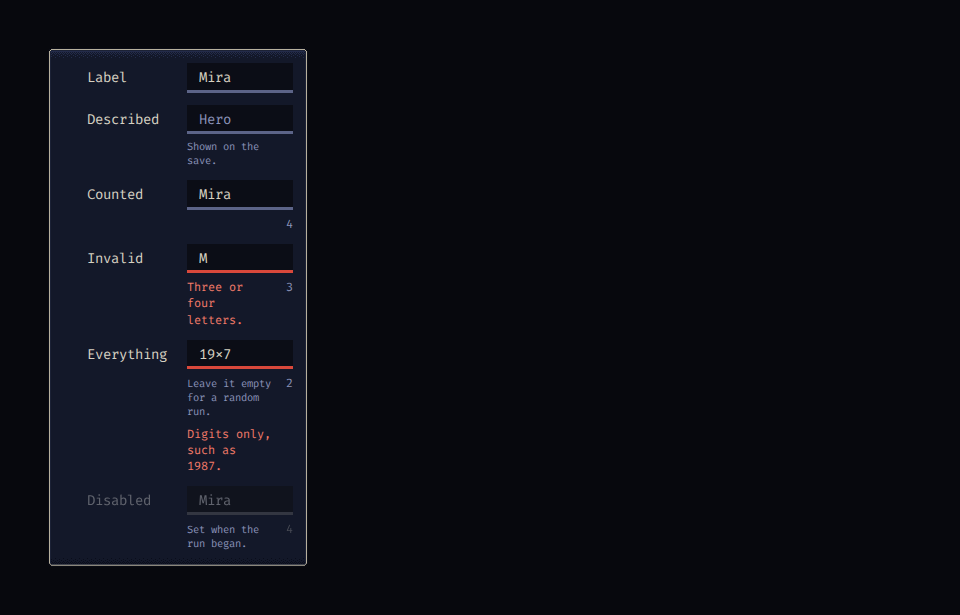 Label Mira
Described Hero
Shown on the
save.
Counted Mira
4
Invalid M
Three or 3
four
letters.
Everything 19×7
Leave it empty 2
for a random
run.
Digits only,
such as
1987.
Disabled Mira
Set when the 4
run began.